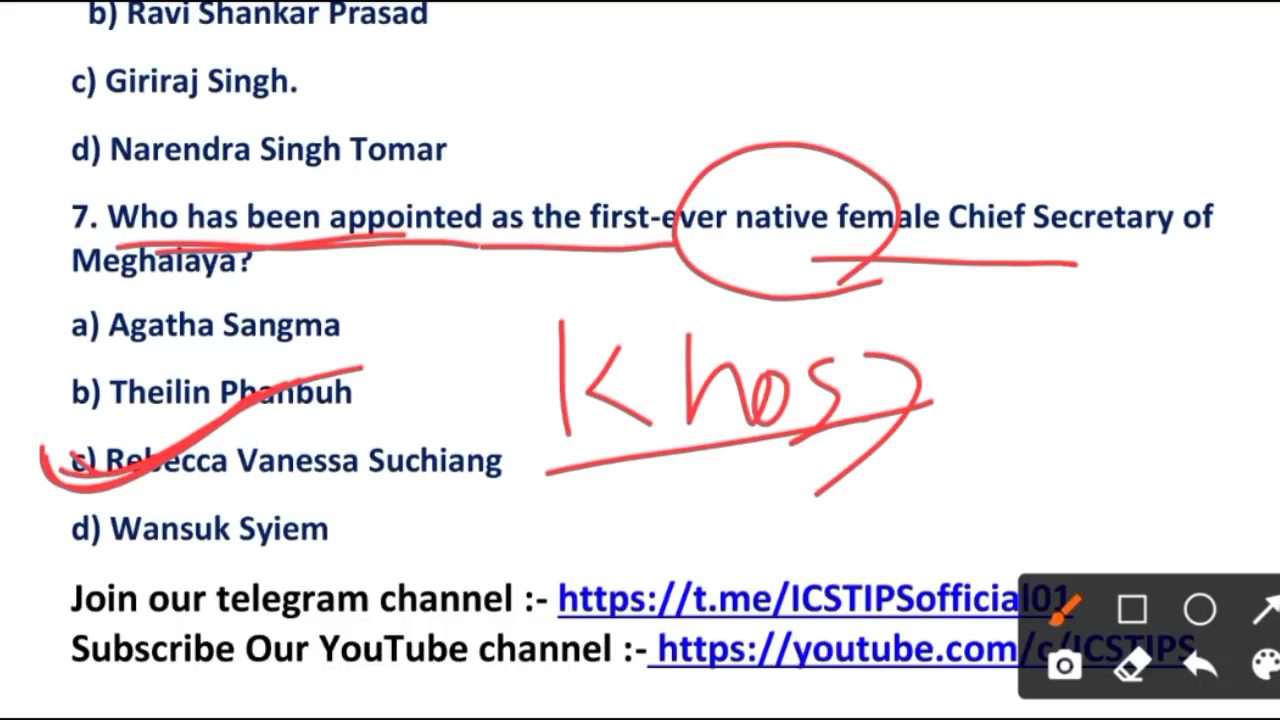 b) Ravi Shankar Prasad
c) Giriraj Singh.
d) Narendra Singh Tomar
7. Who has been appointed as the first-ever native female Chief Secretary of
Meghalaya?
a) Agatha Sangma
b) Theilin Phanbuh
c) Rebecca Vanessa Suchiang
d) Wansuk Syiem
Join our telegram channel :- https://t.me/ICSTIPSofficial01
Subscribe Our YouTube channel :- https://youtube.com/c/ICSTIPS